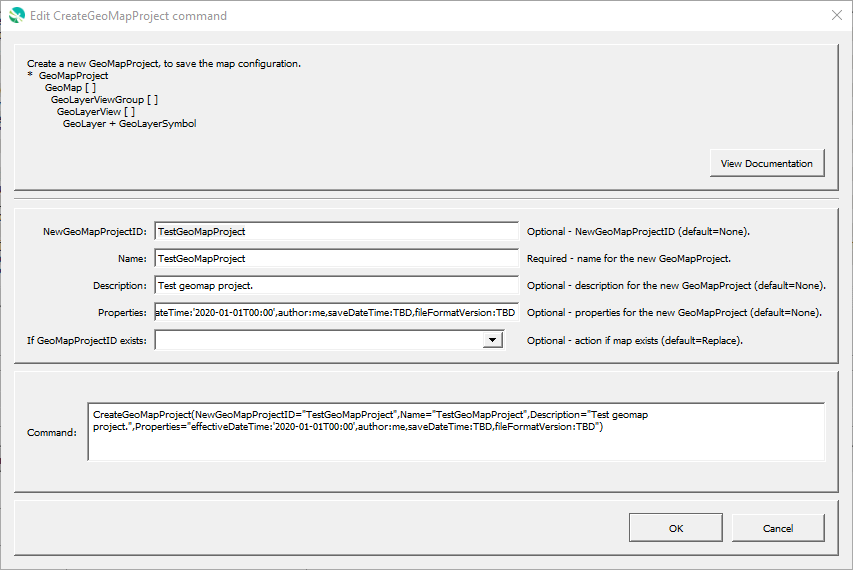 Edit CreateGeoMapProject command
Create a new GeoMapProject, to save the map configuration.
* GeoMapProject
GeoMap [ ]
GeoLayerViewGroup [ ]
GeoLayerView [ ]
GeoLayer + GeoLayerSymbol
View Documentation
NewGeoMapProjectID: TestGeoMapProject Optional - NewGeoMapProjectID (default=None).
Name: TestGeoMapProject Required - name for the new GeoMapProject.
Description: Test geomap project. Optional - description for the new GeoMapProject (default=None).
Properties: ateTime:'2020-01-01T00:00',author:me,saveDateTime:TBD,fileFormatVersion:TBD Optional - properties for the new GeoMapProject (default=None).
If GeoMapProjectID exists: Optional - action if map exists (default=Replace).
Command:
CreateGeoMapProject(NewGeoMapProjectID="TestGeoMapProject",Name="TestGeoMapProject",Description="Test geomap
project.",Properties="effectiveDateTime:'2020-01-01T00:00',author:me,saveDateTime:TBD,fileFormatVersion:TBD")
OK Cancel